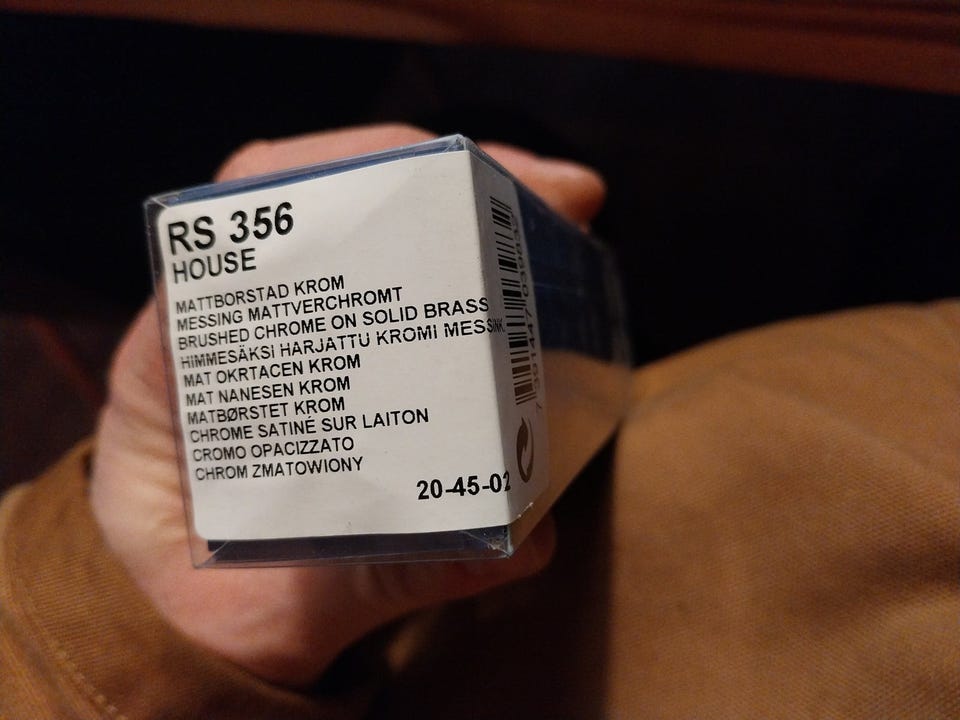 RS 356
HOUSE
MATTBORSTAD KROM
MESSING MATTVERCHROMT
BRUSHED CHROME ON SOLID BRASS
HIMMESÄKSI HARJATTU KROMI MESSINKI
MAT OKRTACEN KROM
MAT NANESEN KROM
MATBØRSTET KROM
CHROME SATINÉ SUR LAITON
CROMO OPACIZZATO
CHROM ZMATOWIONY
20-45-02